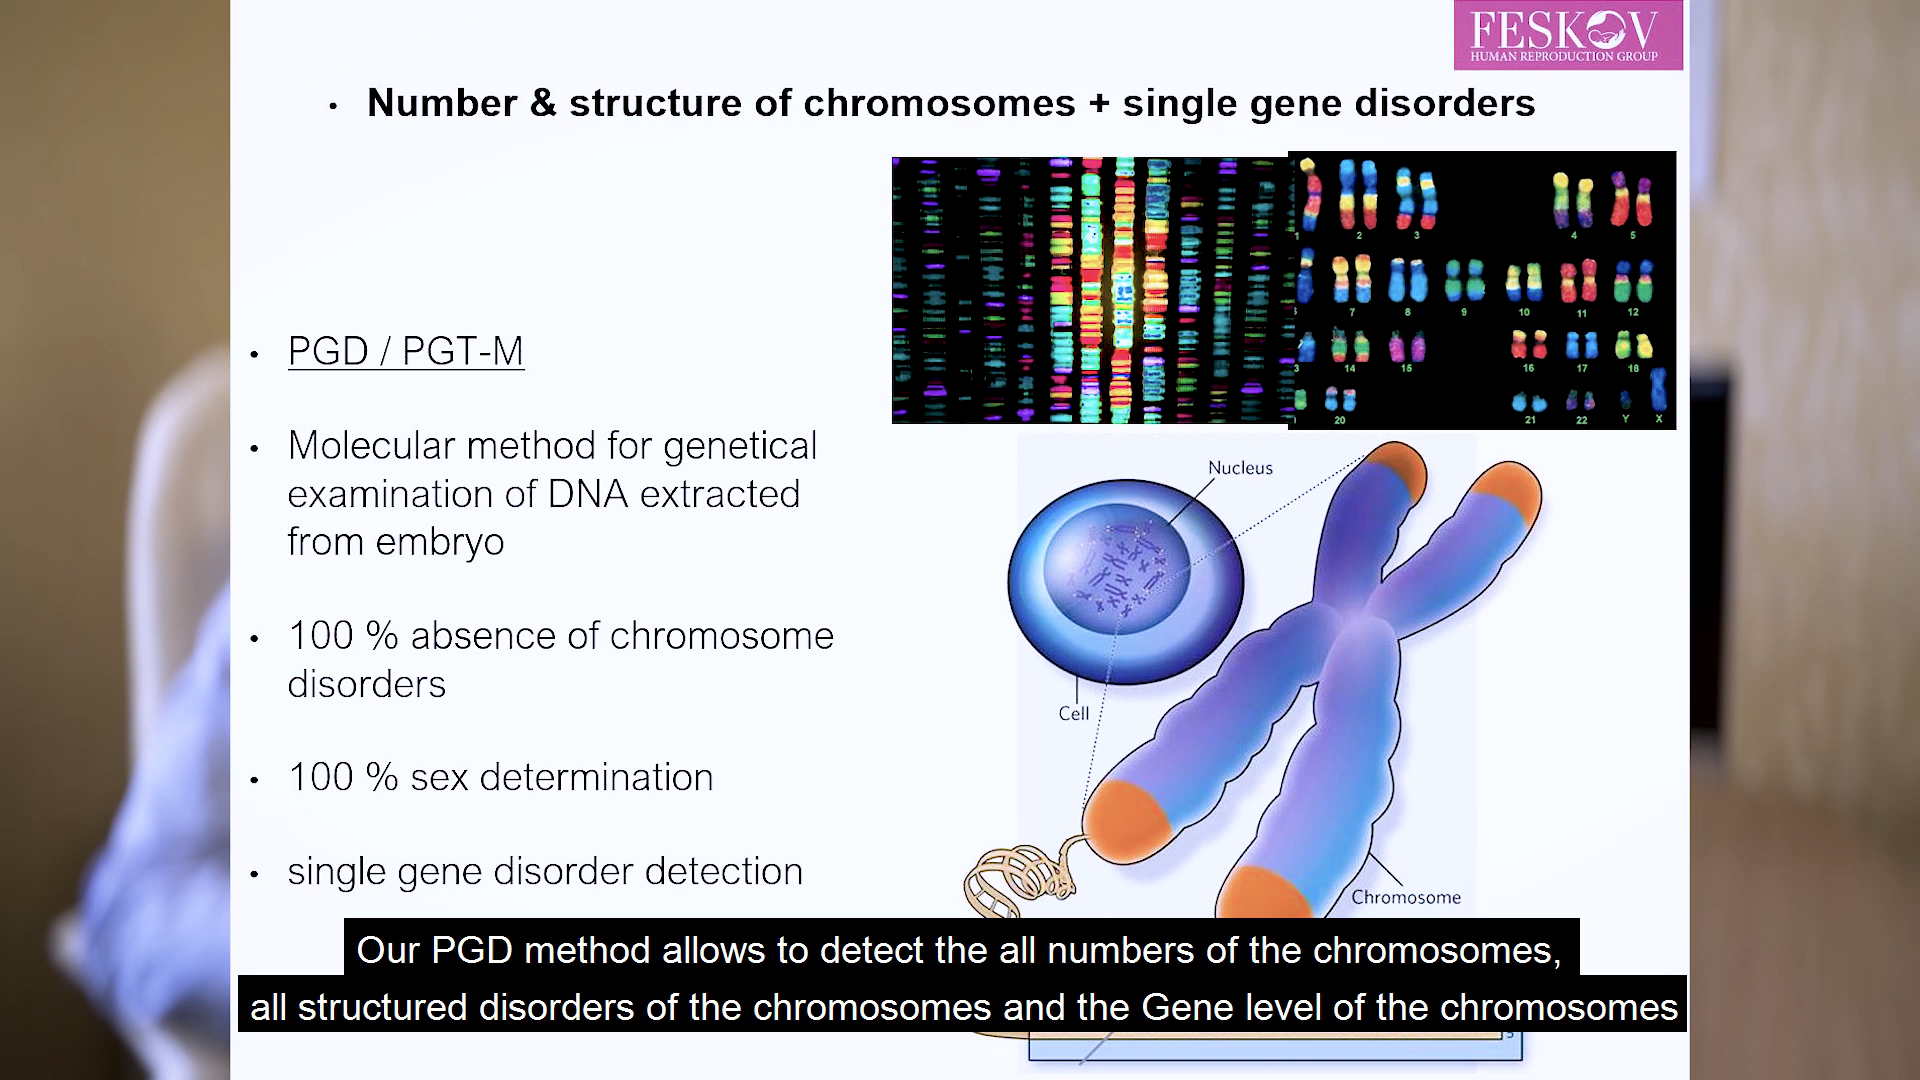 FESKOV
HUMAN REPRODUCTION GROUP
• Number & structure of chromosomes + single gene disorders
1 2 3 4 5
7 8 9 10 11 12
3 14 15 16 17 18
20 21 22 Y X
• PGD / PGT-M
• Molecular method for genetical
examination of DNA extracted
from embryo
• 100 % absence of chromosome
disorders
• 100 % sex determination
• single gene disorder detection
Nucleus
Cell
Chromosome
Our PGD method allows to detect the all numbers of the chromosomes,
all structured disorders of the chromosomes and the Gene level of the chromosomes